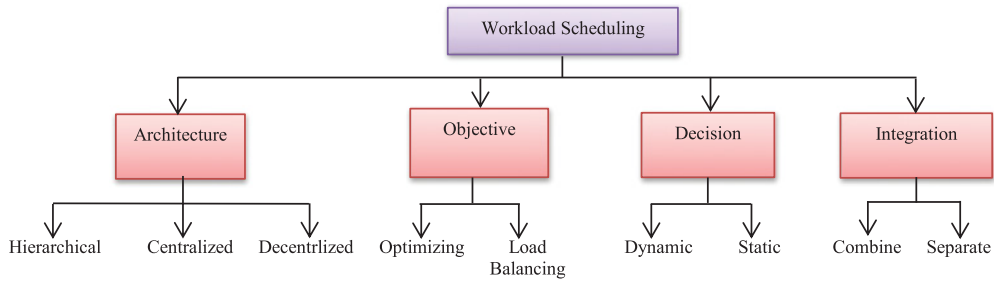 Workload Scheduling
Architecture
Objective
Decision
Integration
Hierarchical
Centralized
Decentrlized
Optimizing
Load
Balancing
Dynamic
Static
Combine
Separate